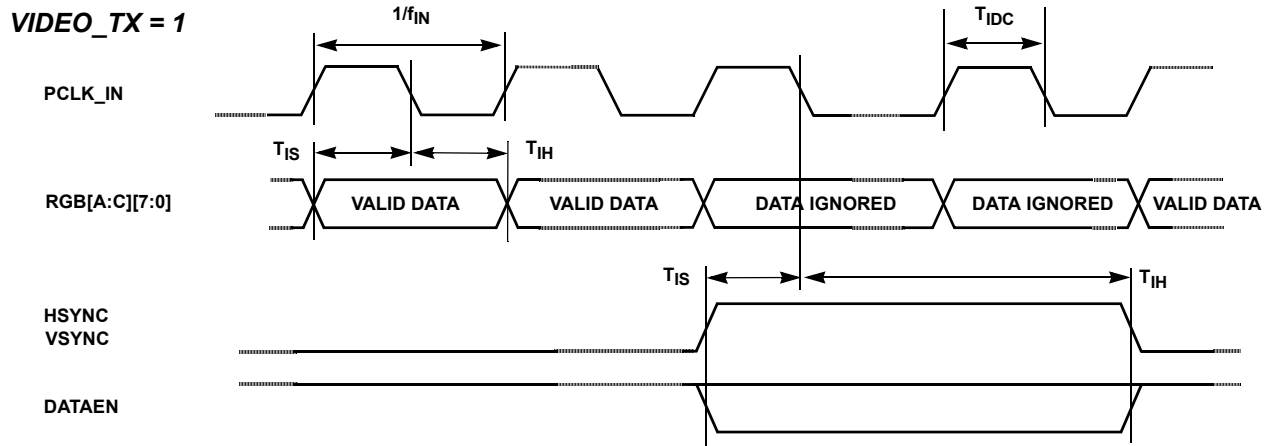 VIDEO_TX = 1
1/fIN
TIDC
PCLK_IN
TIS
TIH
RGB[A:C][7:0]
VALID DATA
VALID DATA
DATA IGNORED
DATA IGNORED
VALID DATA
TIS
TIH
HSYNC
VSYNC
DATAEN